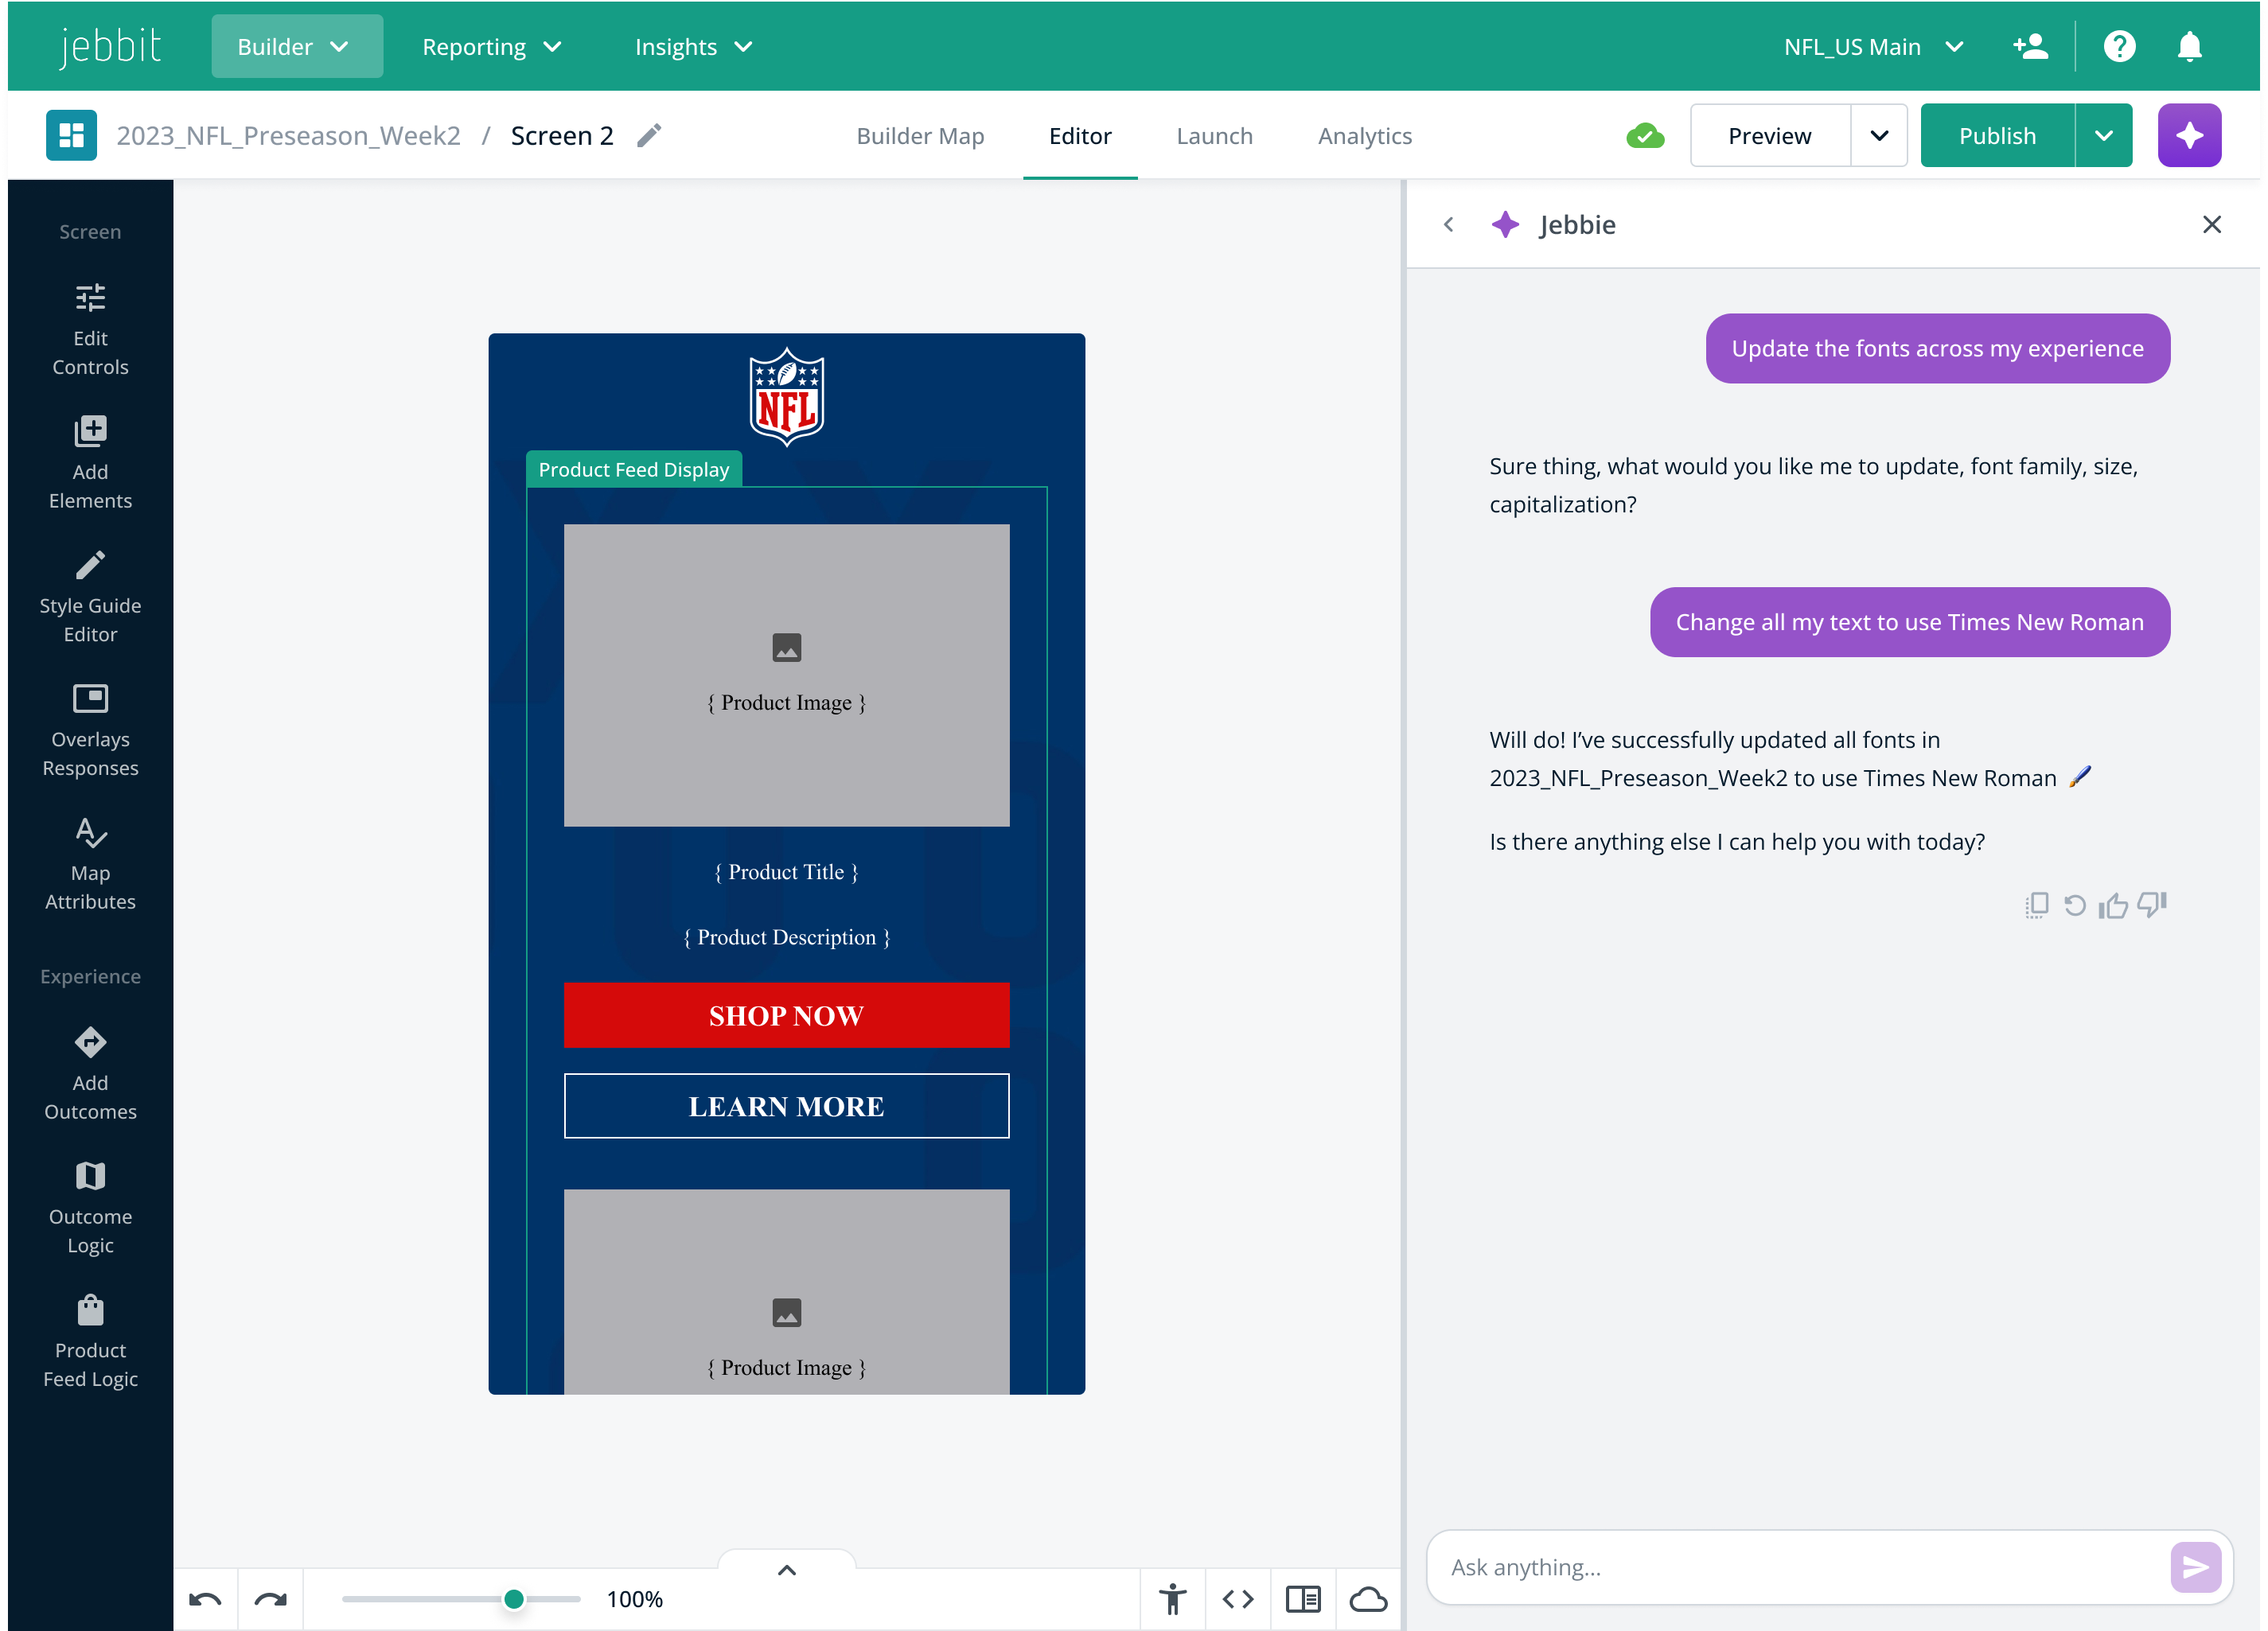 jebbit
Builder
Reporting
Insights
NFL_US Main
2023_NFL_Preseason_Week2 / Screen 2
Builder Map
Editor
Launch
Analytics
Preview
Publish
Screen
Edit
Controls
Add
Elements
Style Guide
Editor
Overlays
Responses
Map
Attributes
Experience
Add
Outcomes
Outcome
Logic
Product
Feed Logic
NFL
Product Feed Display
{ Product Image }
{ Product Title }
{ Product Description }
SHOP NOW
LEARN MORE
{ Product Image }
100%
Jebbie
Update the fonts across my experience
Sure thing, what would you like me to update, font family, size,
capitalization?
Change all my text to use Times New Roman
Will do! I’ve successfully updated all fonts in
2023_NFL_Preseason_Week2 to use Times New Roman
Is there anything else I can help you with today?
Ask anything...